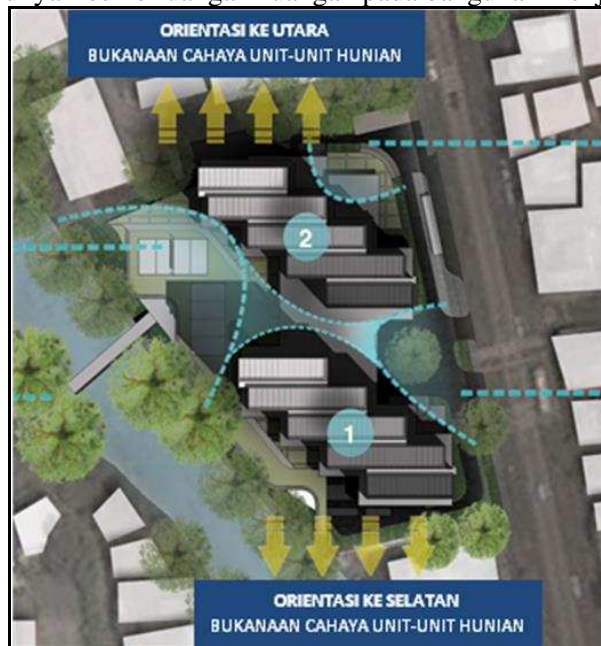 ORIENTASI KE UTARA
BUKANAAN CAHAYA UNIT-UNIT HUNIAN
2
1
ORIENTASI KE SELATAN
BUKANAAN CAHAYA UNIT-UNIT HUNIAN